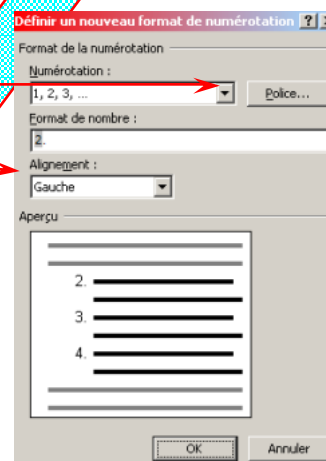 Définir un nouveau format de numérotation
Format de la numérotation
Numérotation :
1, 2, 3, ...
Police...
Format de nombre :
2.
Alignement :
Gauche
Aperçu
2.
3.
4.
OK
Annuler